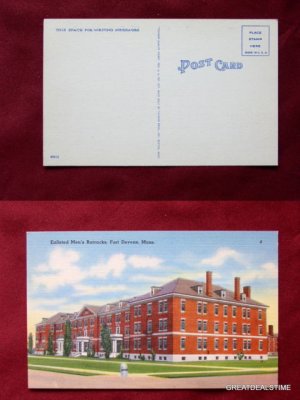 THIS SPACE FOR WRITING MESSAGES
POST CARD
PLACE
STAMP
HERE
Enlisted Men's Barracks, Fort Devens, Mass.
GREATDEALSTIME